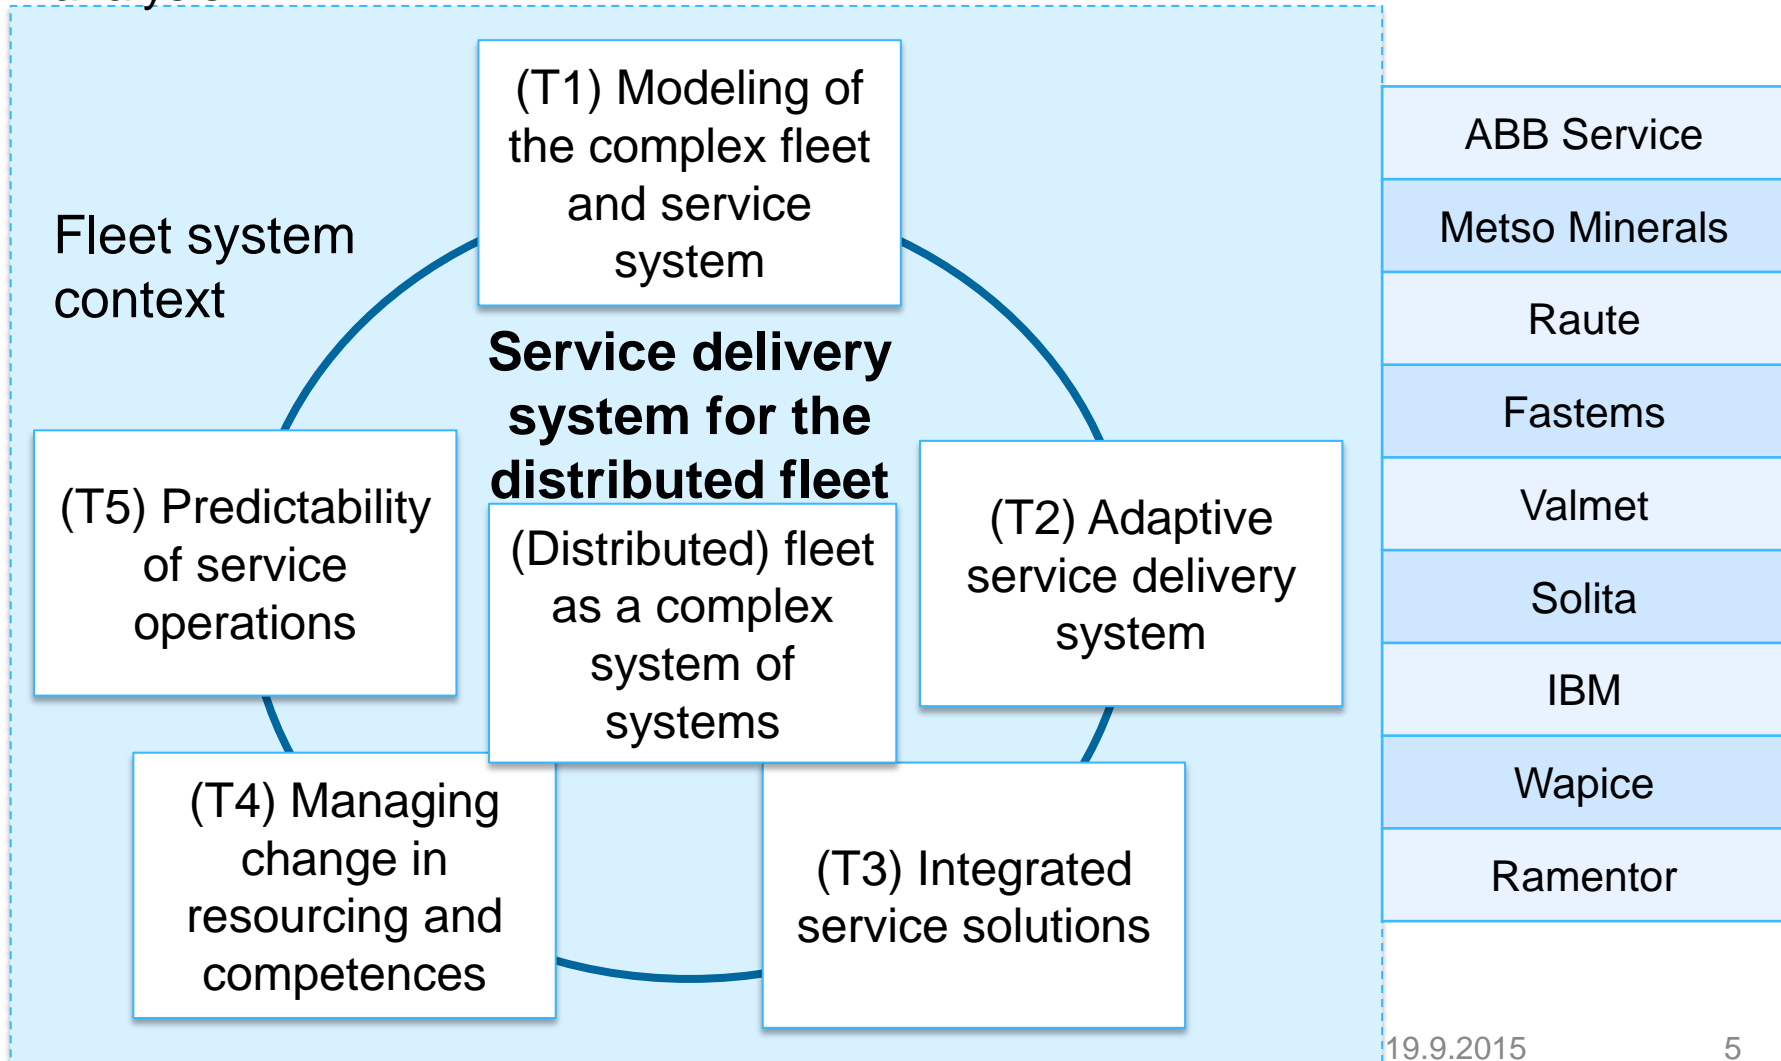 (T1) Modeling of
the complex fleet
and service
system
Fleet system
context
Service delivery
system for the
distributed fleet
(T5) Predictability
of service
operations
(Distributed) fleet
as a complex
system of
systems
(T2) Adaptive
service delivery
system
(T4) Managing
change in
resourcing and
competences
(T3) Integrated
service solutions
ABB Service
Metso Minerals
Raute
Fastems
Valmet
Solita
IBM
Wapice
Ramentor
19.9.2015
5